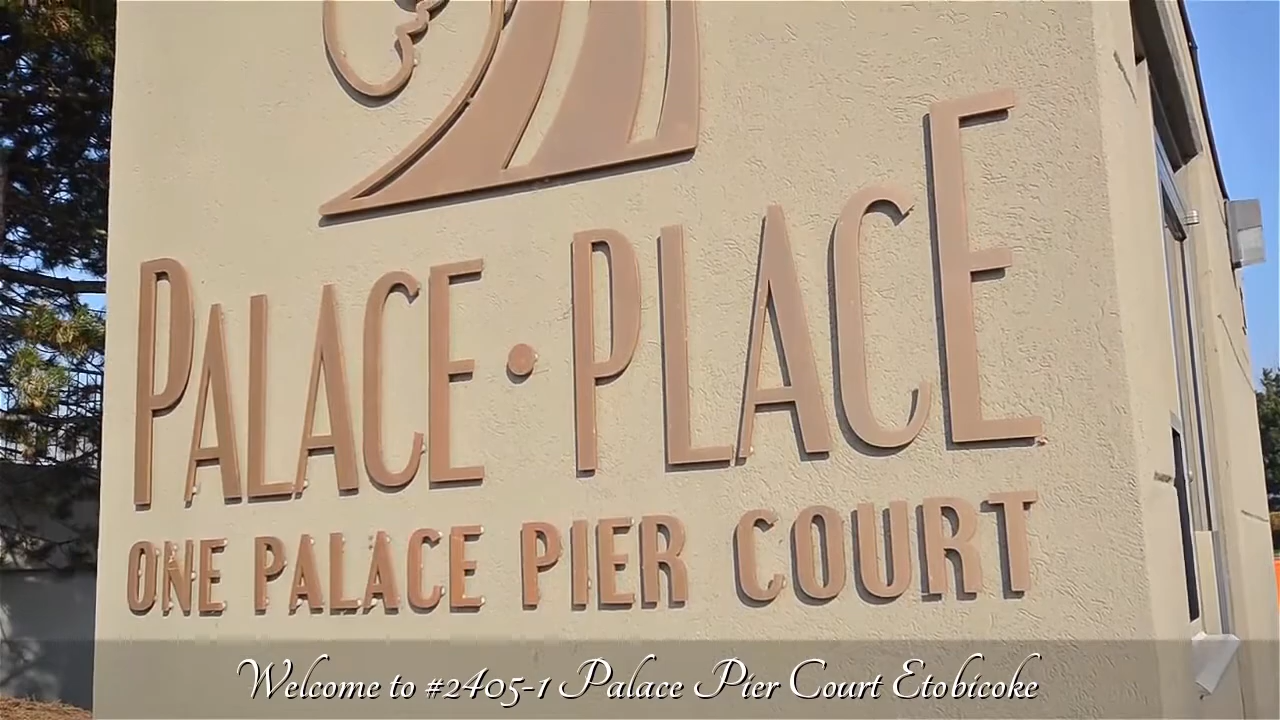 PALACE • PLACE
ONE PALACE PIER COURT
Welcome to #2405-1 Palace Pier Court Etobicoke